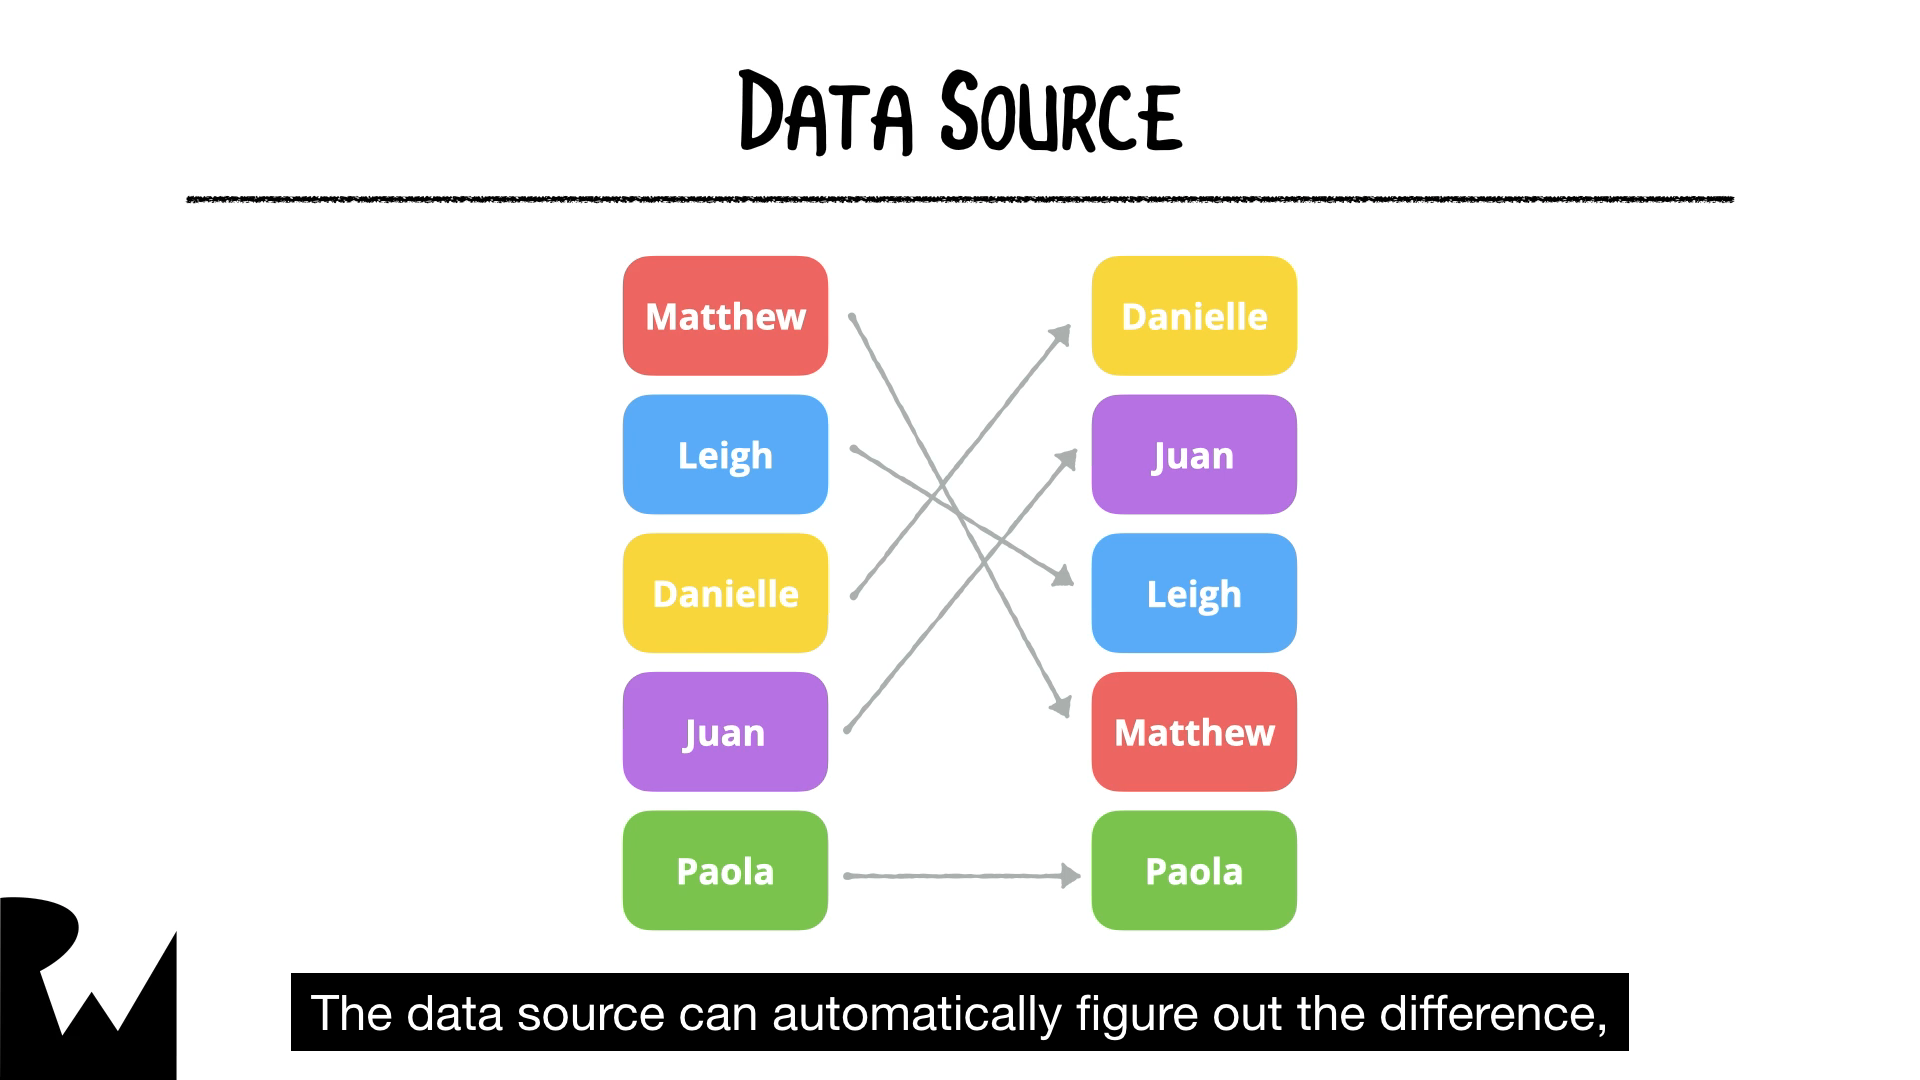 DATA SOURCE
Matthew
Danielle
Leigh
Juan
Danielle
Leigh
Juan
Matthew
Paola
Paola
RW
The data source can automatically figure out the difference,